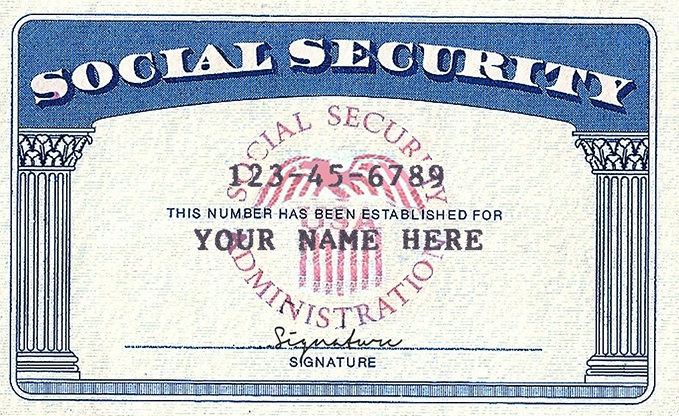 SOCIAL SECURITY
SOCIAL SECURITY
123-45-6789
THIS NUMBER HAS BEEN ESTABLISHED FOR
USA
YOUR NAME HERE
ADMINISTRATION
Signature
SIGNATURE